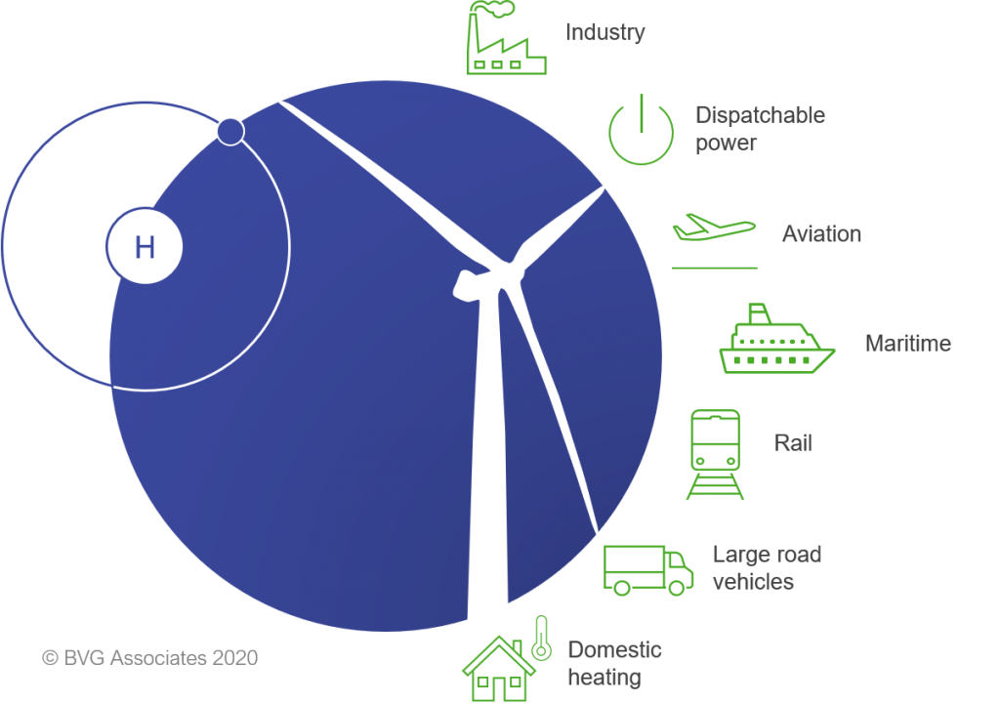 Industry
Dispatchable
power
H
Aviation
Maritime
Rail
Large road
vehicles
Domestic
heating
© BVG Associates 2020